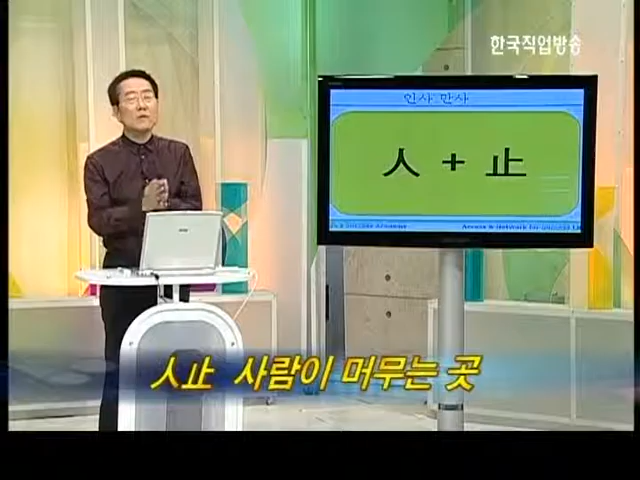 한국직업방송
인사 만사
人 + 止
人止 사람이 머무는 곳